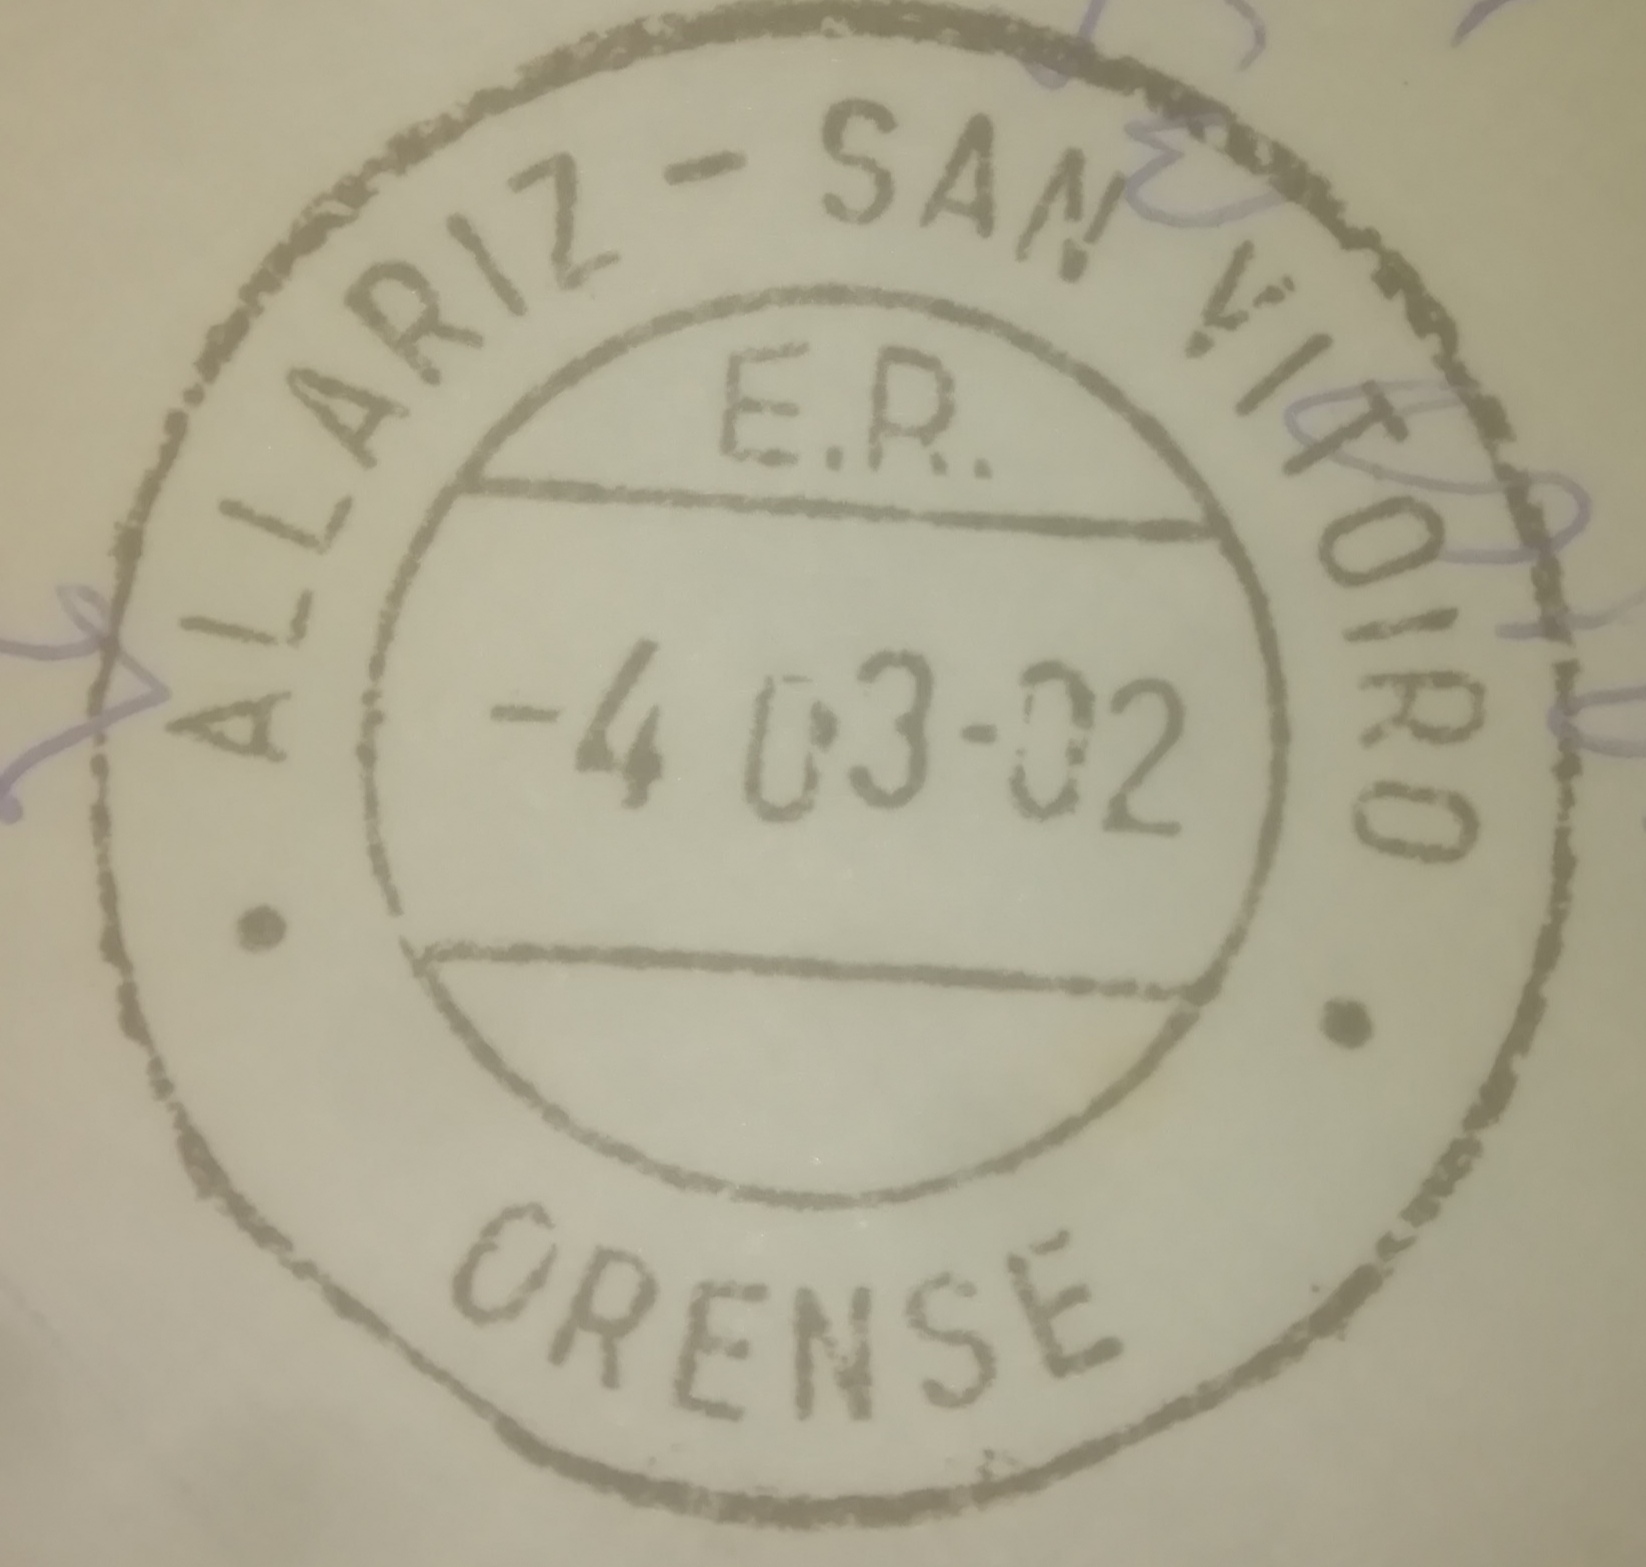 ALLARIZ - SAN VITOIRO
E.R.
-4 03-02
ORENSE